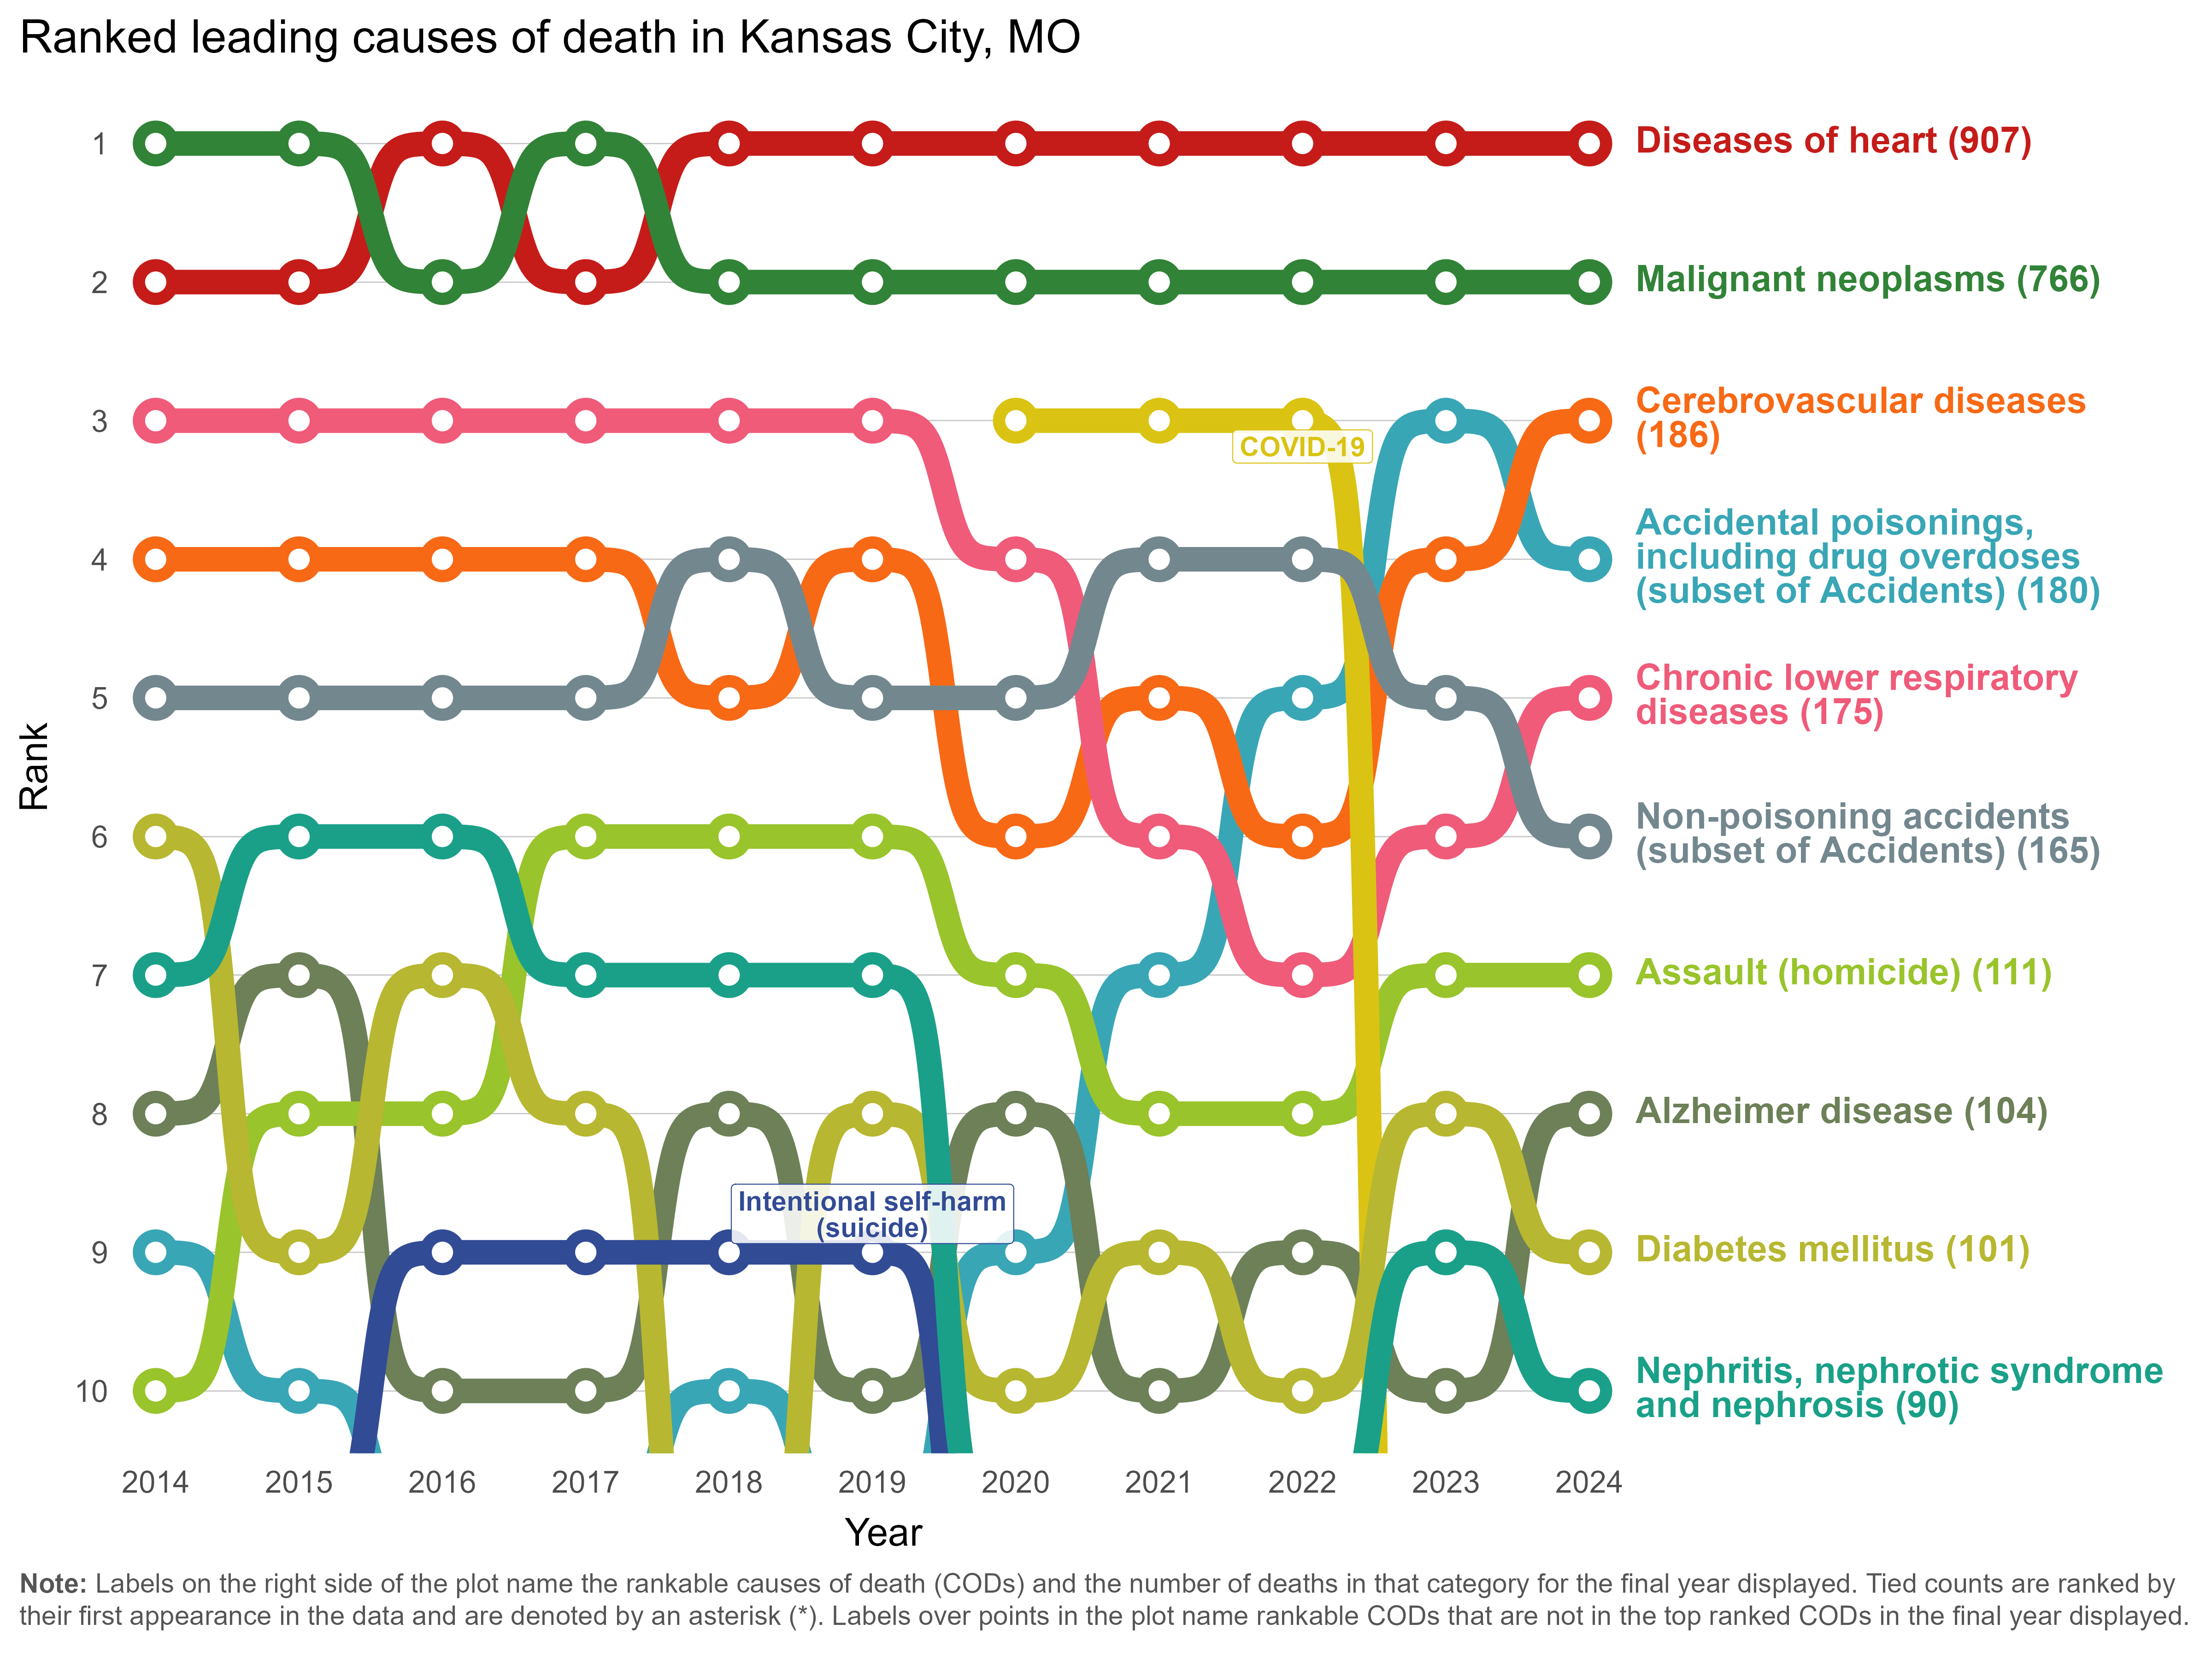 Ranked leading causes of death in Kansas City, MO
1
Diseases of heart (907)
2
Malignant neoplasms (766)
3
Cerebrovascular diseases
(186)
COVID-19
4
Accidental poisonings,
including drug overdoses
(subset of Accidents) (180)
5
Chronic lower respiratory
diseases (175)
Rank
6
Non-poisoning accidents
(subset of Accidents) (165)
7
Assault (homicide) (111)
8
Alzheimer disease (104)
Intentional self-harm
(suicide)
9
Diabetes mellitus (101)
10
Nephritis, nephrotic syndrome
and nephrosis (90)
2014 2015 2016 2017 2018 2019 2020 2021 2022 2023 2024
Year
Note: Labels on the right side of the plot name the rankable causes of death (CODs) and the number of deaths in that category for the final year displayed. Tied counts are ranked by
their first appearance in the data and are denoted by an asterisk (*). Labels over points in the plot name rankable CODs that are not in the top ranked CODs in the final year displayed.